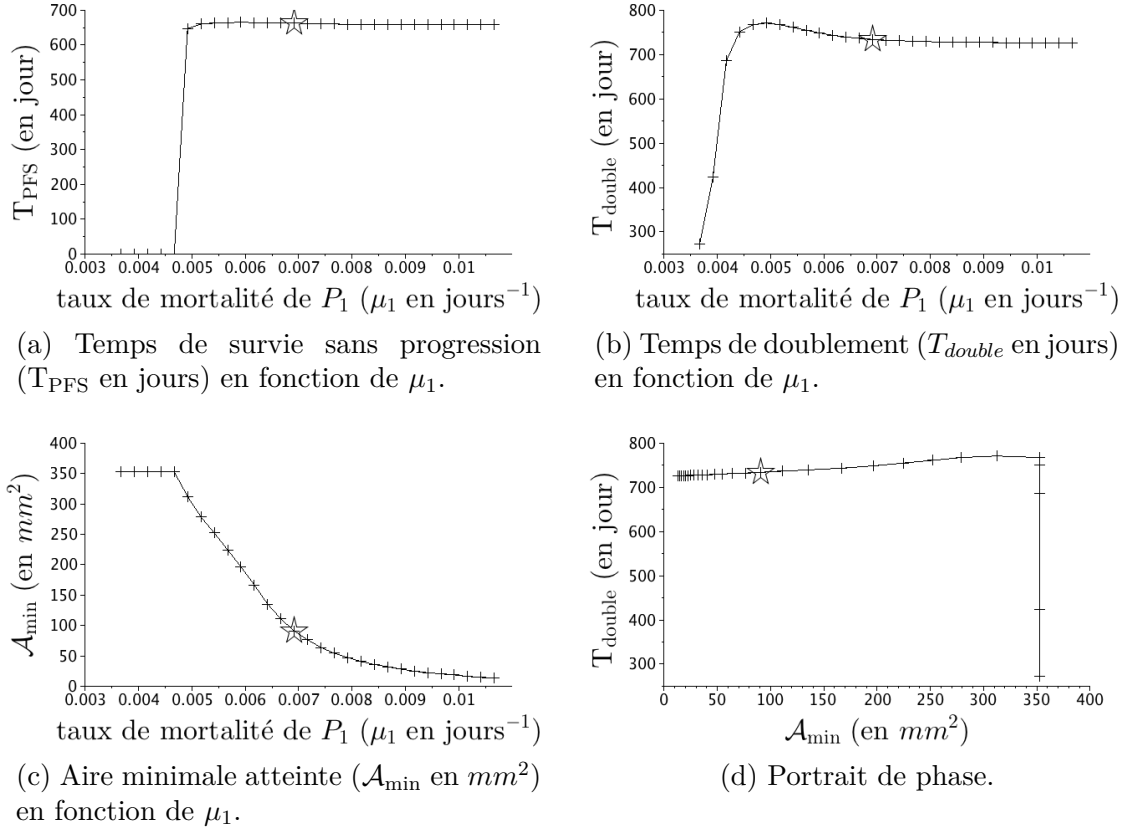 700
600
500
400
300
200
100
0
T_PFS (en jour)
0.003 0.004 0.005 0.006 0.007 0.008 0.009 0.01
taux de mortalité de P_1 (μ_1 en jours^-1)
(a) Temps de survie sans progression
(T_PFS en jours) en fonction de μ_1.
800
700
600
500
400
300
T_double (en jour)
0.003 0.004 0.005 0.006 0.007 0.008 0.009 0.01
taux de mortalité de P_1 (μ_1 en jours^-1)
(b) Temps de doublement (T_double en jours)
en fonction de μ_1.
400
350
300
250
200
150
100
50
0
A_min (en mm^2)
0.003 0.004 0.005 0.006 0.007 0.008 0.009 0.01
taux de mortalité de P_1 (μ_1 en jours^-1)
(c) Aire minimale atteinte (A_min en mm^2)
en fonction de μ_1.
800
700
600
500
400
300
T_double (en jour)
0 50 100 150 200 250 300 350 400
A_min (en mm^2)
(d) Portrait de phase.